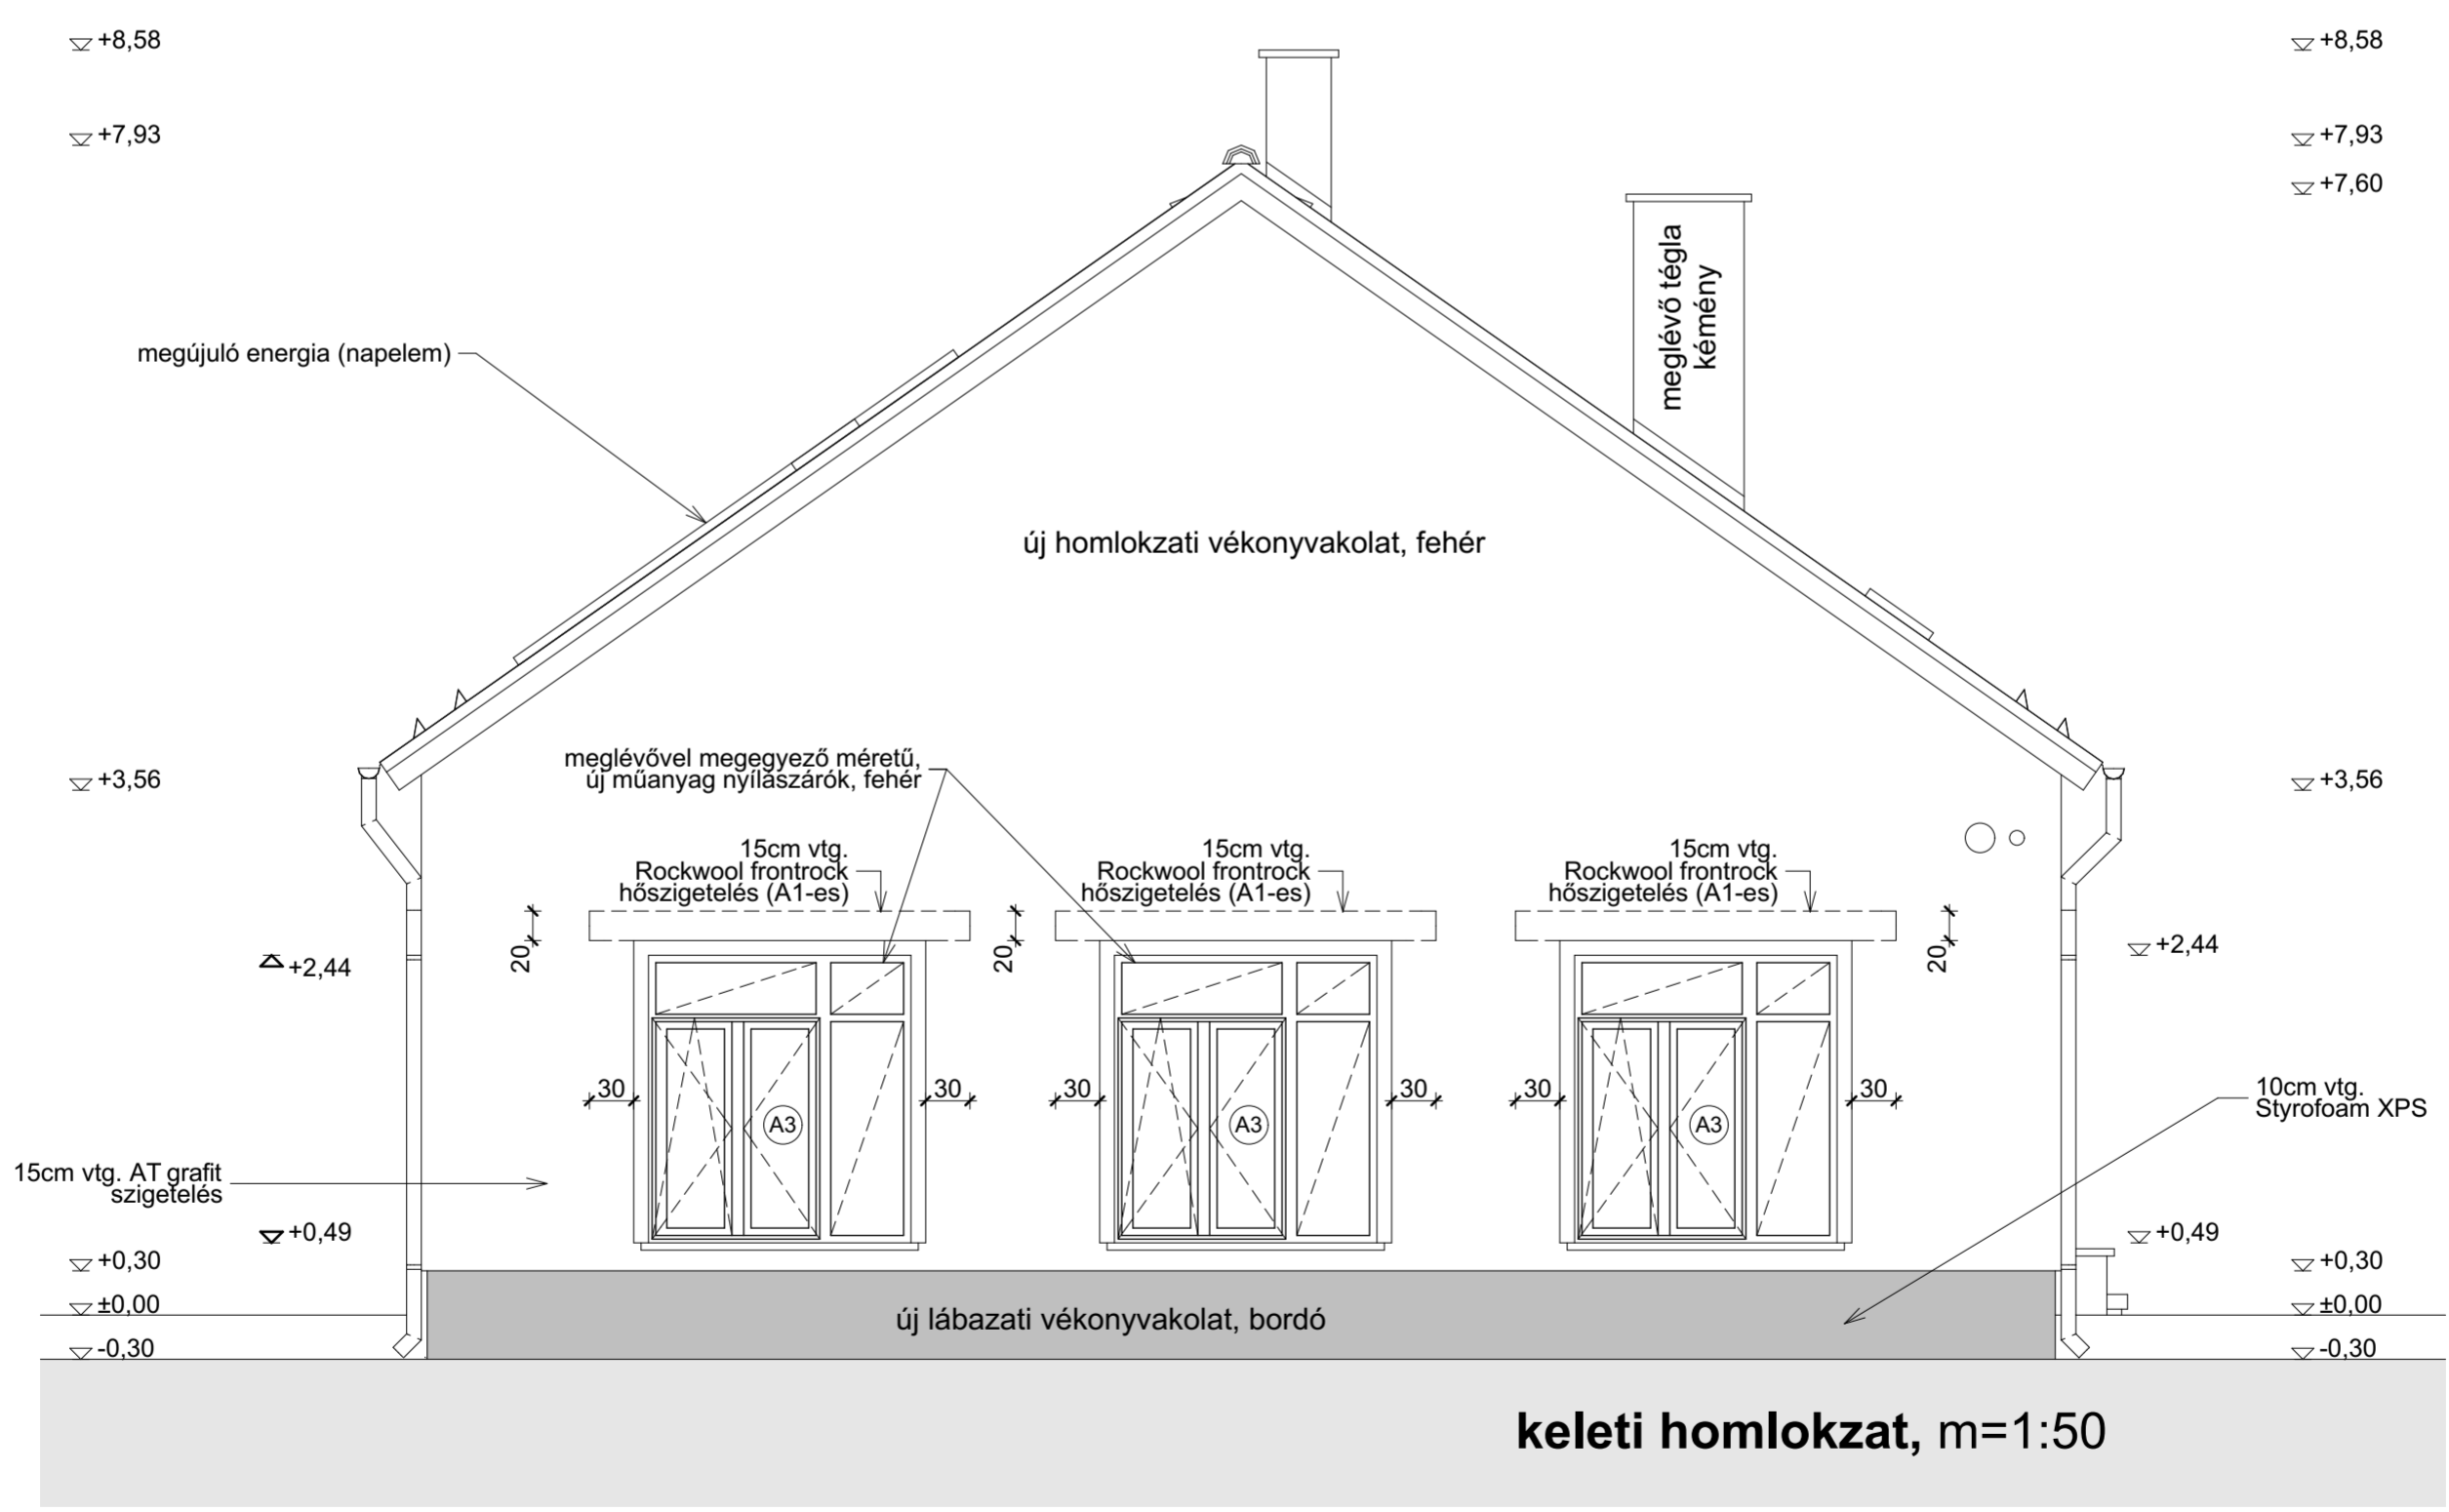 +8,58
+8,58
+7,93
+7,93
+7,60
meglévő tégla
kémény
megújuló energia (napelem)
új homlokzati vékonyvakolat, fehér
meglévővel megegyező méretű,
új műanyag nyílászárók, fehér
+3,56
+3,56
15cm vtg.
Rockwool frontrock
hőszigetelés (A1-es)
15cm vtg.
Rockwool frontrock
hőszigetelés (A1-es)
15cm vtg.
Rockwool frontrock
hőszigetelés (A1-es)
20
20
20
+2,44
+2,44
30
30
30
30
30
30
A3
A3
A3
10cm vtg.
Styrofoam XPS
15cm vtg. AT grafit
szigetelés
+0,49
+0,49
+0,30
+0,30
±0,00
±0,00
új lábazati vékonyvakolat, bordó
-0,30
-0,30
keleti homlokzat, m=1:50